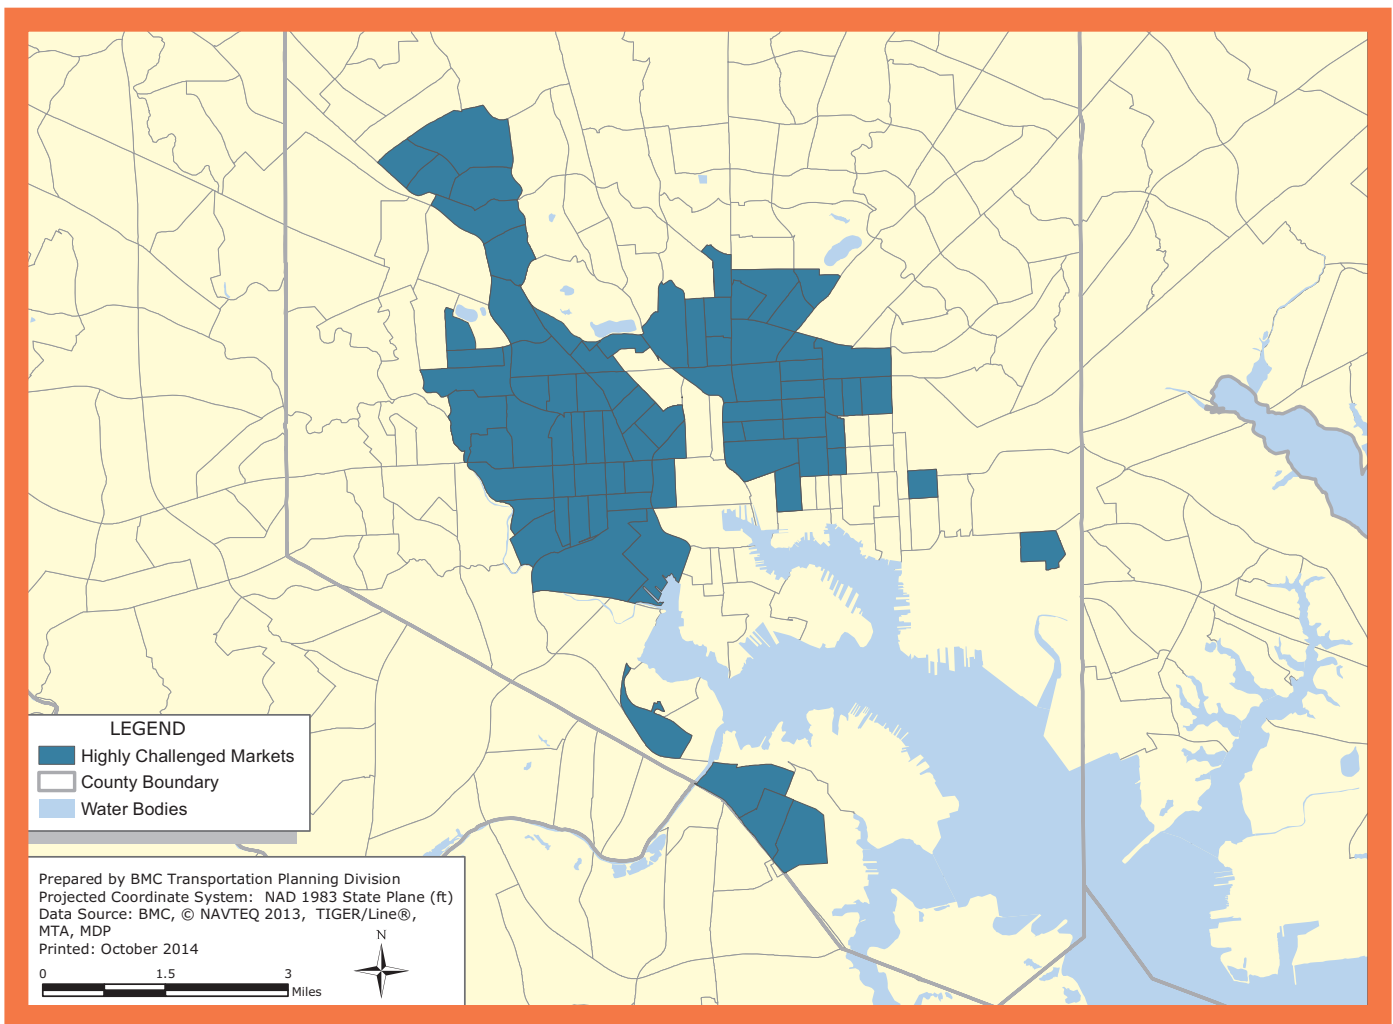 LEGEND
Highly Challenged Markets
County Boundary
Water Bodies
Prepared by BMC Transportation Planning Division
Projected Coordinate System:  NAD 1983 State Plane (ft)
Data Source: BMC, © NAVTEQ 2013,  TIGER/Line®,
MTA, MDP
Printed: October 2014
N
0 1.5 3
Miles